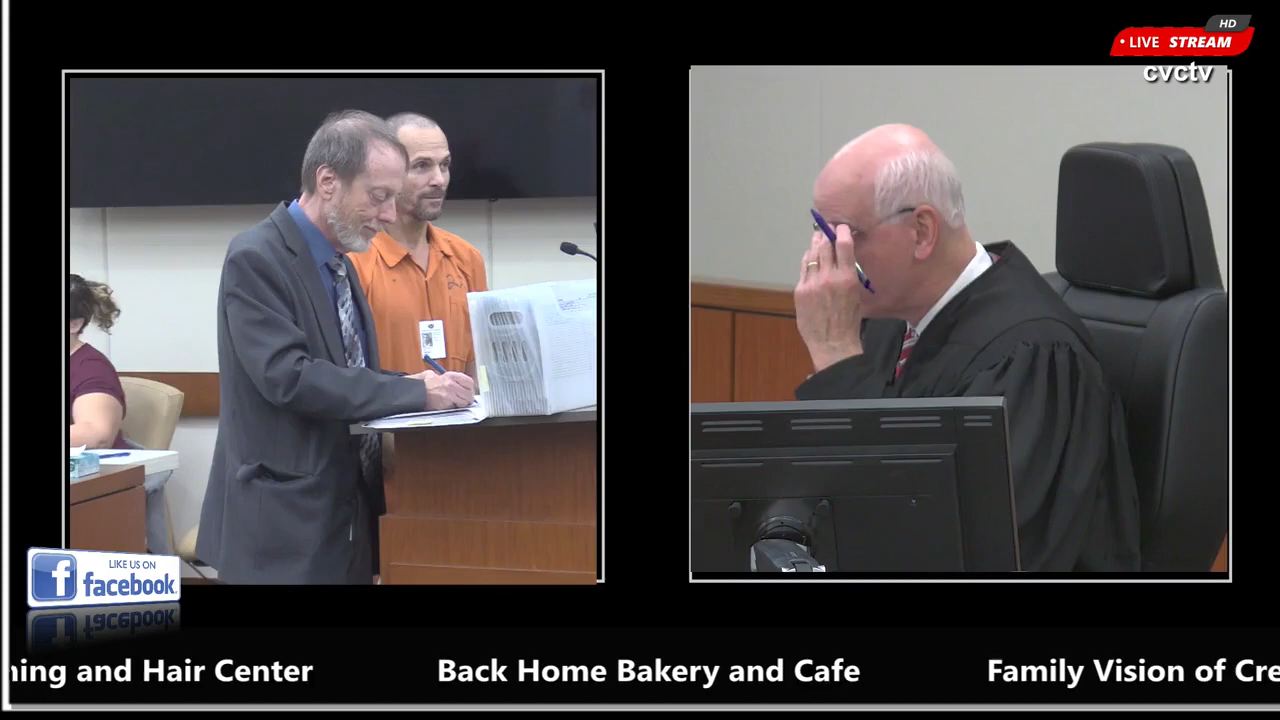 HD
• LIVE STREAM
cvctv
LIKE US ON
facebook
ning and Hair Center
Back Home Bakery and Cafe
Family Vision of Cre